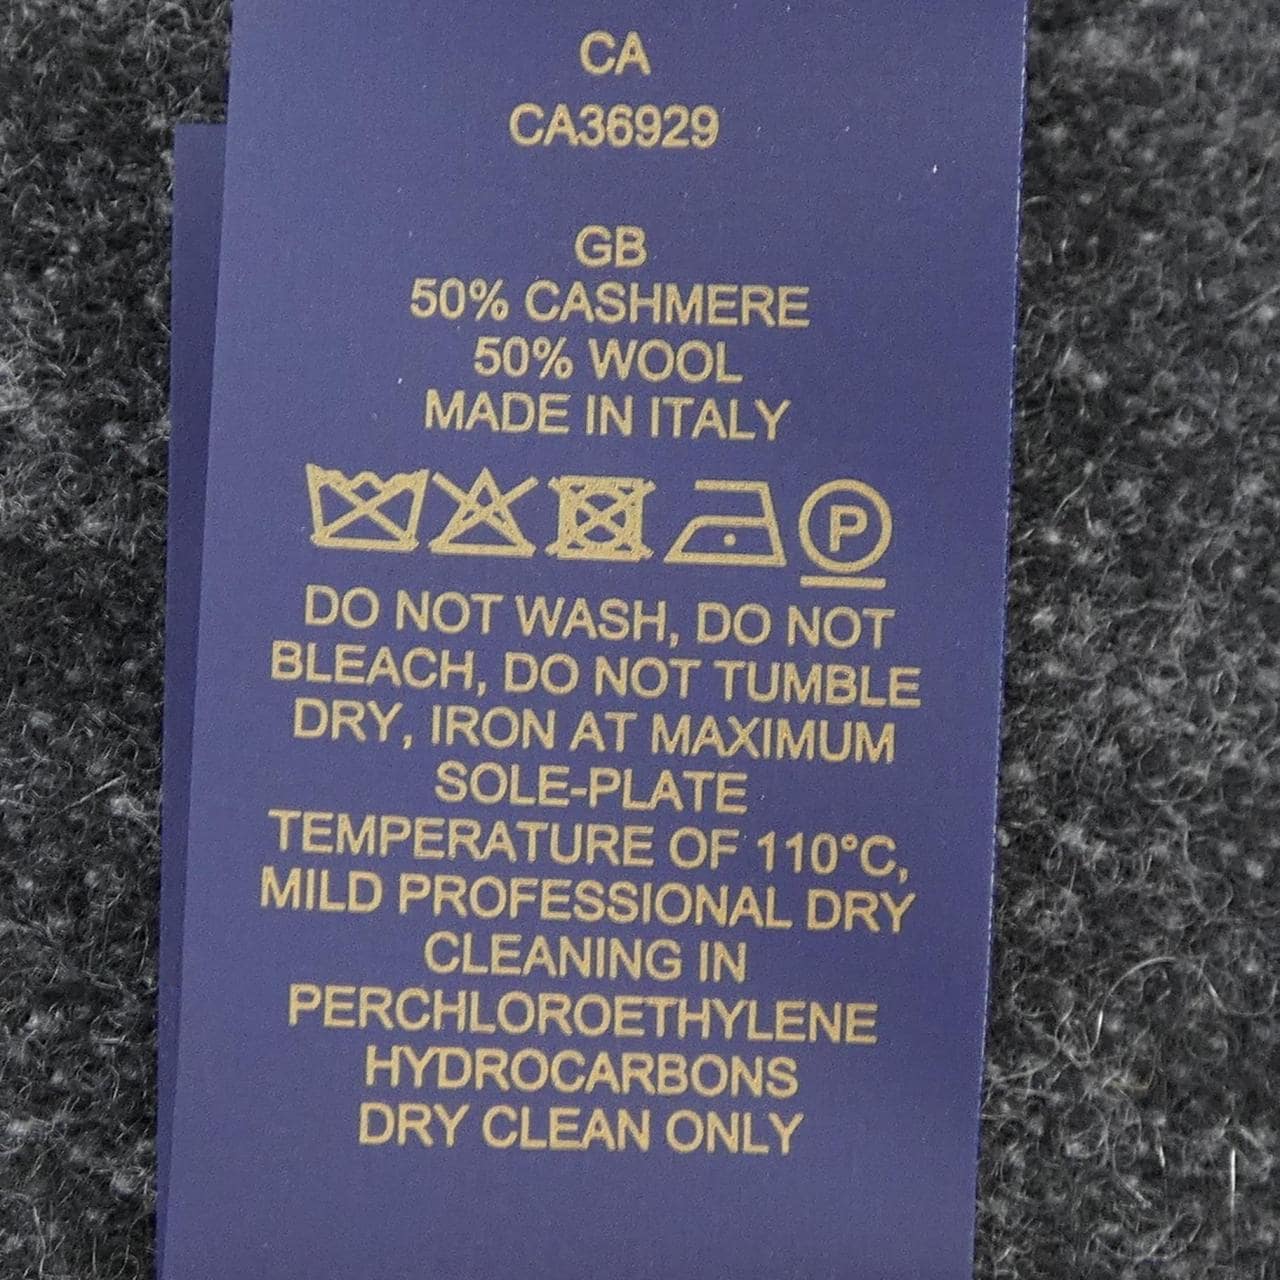 CA
CA36929
GB
50% CASHMERE
50% WOOL
MADE IN ITALY
P
DO NOT WASH, DO NOT
BLEACH, DO NOT TUMBLE
DRY, IRON AT MAXIMUM
SOLE-PLATE
TEMPERATURE OF 110°C,
MILD PROFESSIONAL DRY
CLEANING IN
PERCHLOROETHYLENE
HYDROCARBONS
DRY CLEAN ONLY